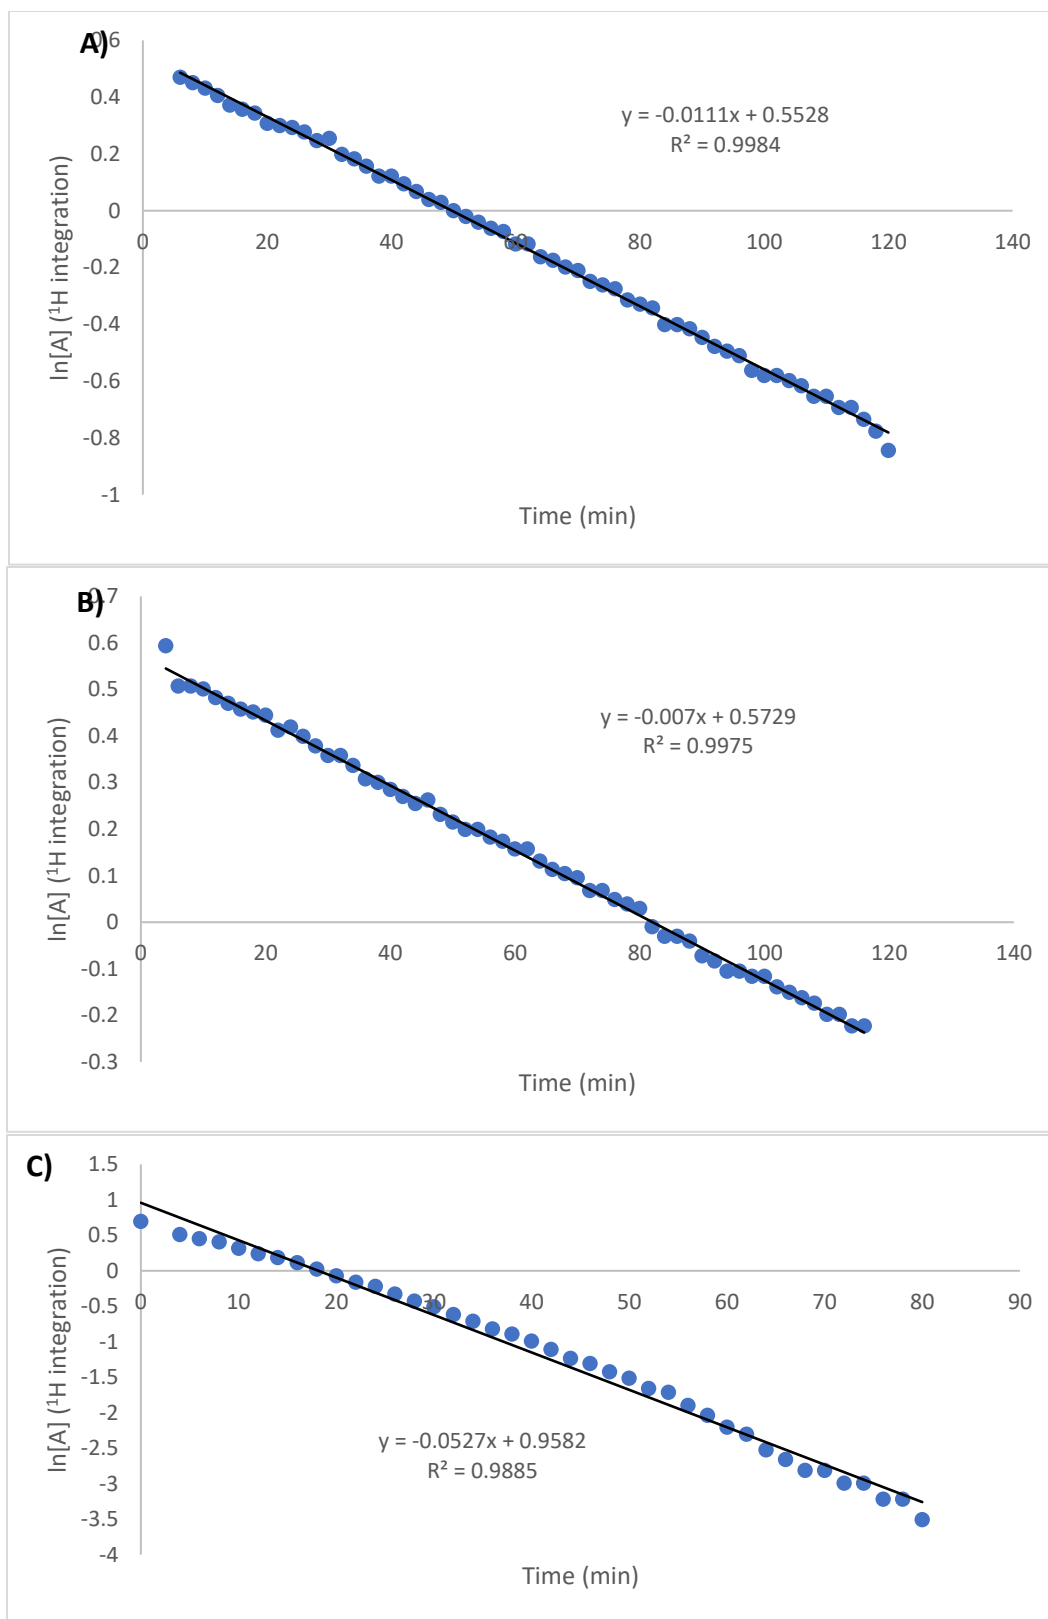 A)
0.6
0.4
y = -0.0111x + 0.5528
R² = 0.9984
0.2
0
0 20 40 60 80 100 120 140
-0.2
-0.4
-0.6
-0.8
-1
ln[A] (¹H integration)
Time (min)
B)
0.7
0.6
0.5
y = -0.007x + 0.5729
R² = 0.9975
0.4
0.3
0.2
0.1
0
0 20 40 60 80 100 120 140
-0.1
-0.2
-0.3
ln[A] (¹H integration)
Time (min)
C)
1.5
1
0.5
0
0 10 20 30 40 50 60 70 80 90
-0.5
-1
-1.5
-2
-2.5
y = -0.0527x + 0.9582
R² = 0.9885
-3
-3.5
-4
ln[A] (¹H integration)
Time (min)